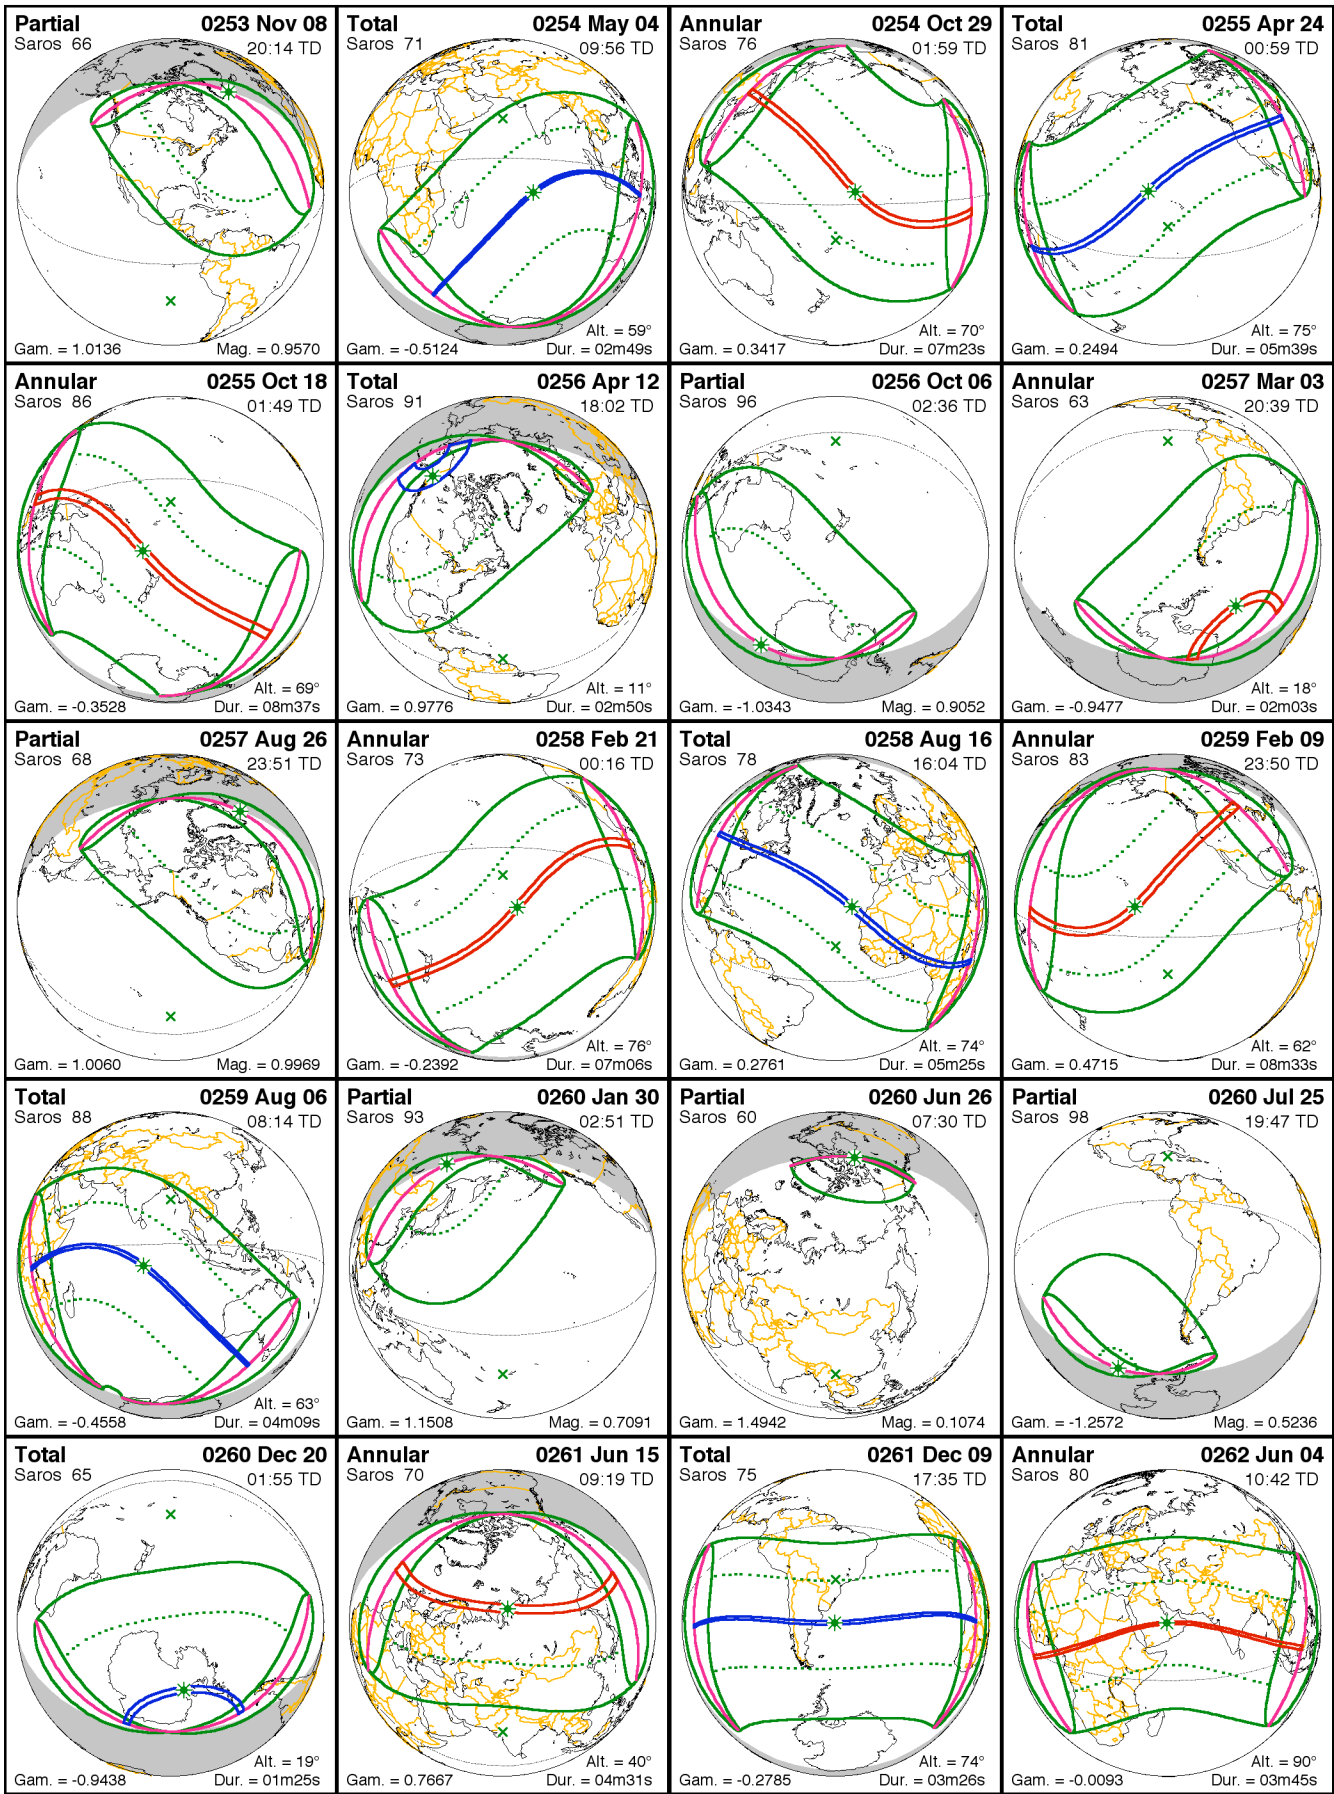 Partial 0253 Nov 08
Saros 66 20:14 TD
Gam. = 1.0136 Mag. = 0.9570
Total 0254 May 04
Saros 71 09:56 TD
Alt. = 59°
Gam. = -0.5124 Dur. = 02m49s
Annular 0254 Oct 29
Saros 76 01:59 TD
Alt. = 70°
Gam. = 0.3417 Dur. = 07m23s
Total 0255 Apr 24
Saros 81 00:59 TD
Alt. = 75°
Gam. = 0.2494 Dur. = 05m39s
Annular 0255 Oct 18
Saros 86 01:49 TD
Alt. = 69°
Gam. = -0.3528 Dur. = 08m37s
Total 0256 Apr 12
Saros 91 18:02 TD
Alt. = 11°
Gam. = 0.9776 Dur. = 02m50s
Partial 0256 Oct 06
Saros 96 02:36 TD
Gam. = -1.0343 Mag. = 0.9052
Annular 0257 Mar 03
Saros 63 20:39 TD
Alt. = 18°
Gam. = -0.9477 Dur. = 02m03s
Partial 0257 Aug 26
Saros 68 23:51 TD
Gam. = 1.0060 Mag. = 0.9969
Annular 0258 Feb 21
Saros 73 00:16 TD
Alt. = 76°
Gam. = -0.2392 Dur. = 07m06s
Total 0258 Aug 16
Saros 78 16:04 TD
Alt. = 74°
Gam. = 0.2761 Dur. = 05m25s
Annular 0259 Feb 09
Saros 83 23:50 TD
Alt. = 62°
Gam. = 0.4715 Dur. = 08m33s
Total 0259 Aug 06
Saros 88 08:14 TD
Alt. = 63°
Gam. = -0.4558 Dur. = 04m09s
Partial 0260 Jan 30
Saros 93 02:51 TD
Gam. = 1.1508 Mag. = 0.7091
Partial 0260 Jun 26
Saros 60 07:30 TD
Gam. = 1.4942 Mag. = 0.1074
Partial 0260 Jul 25
Saros 98 19:47 TD
Gam. = -1.2572 Mag. = 0.5236
Total 0260 Dec 20
Saros 65 01:55 TD
Alt. = 19°
Gam. = -0.9438 Dur. = 01m25s
Annular 0261 Jun 15
Saros 70 09:19 TD
Alt. = 40°
Gam. = 0.7667 Dur. = 04m31s
Total 0261 Dec 09
Saros 75 17:35 TD
Alt. = 74°
Gam. = -0.2785 Dur. = 03m26s
Annular 0262 Jun 04
Saros 80 10:42 TD
Alt. = 90°
Gam. = -0.0093 Dur. = 03m45s